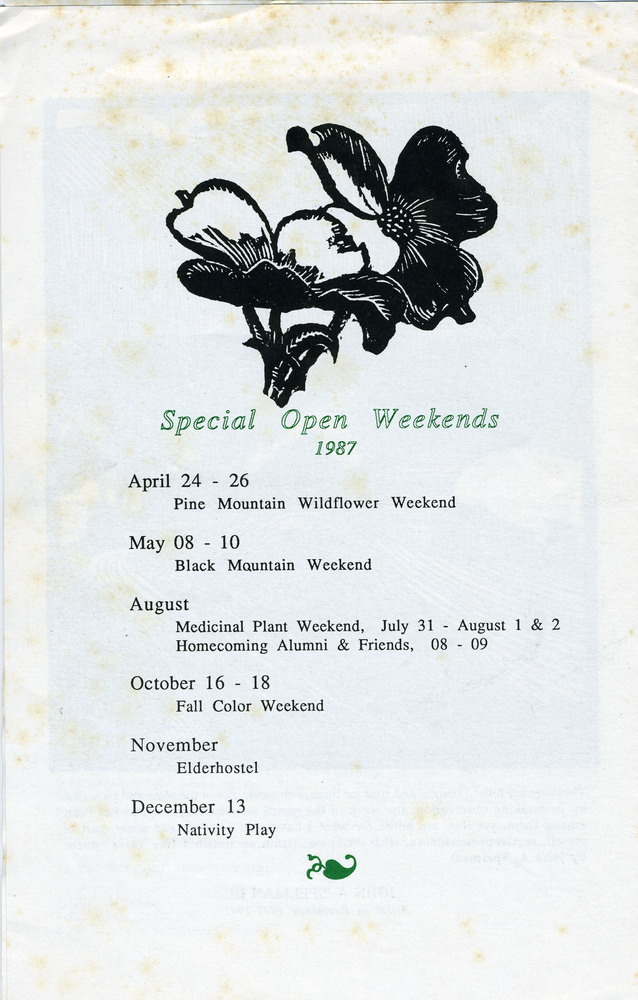 Special Open Weekends
1987
April 24 - 26
Pine Mountain Wildflower Weekend
May 08 - 10
Black Mountain Weekend
August
Medicinal Plant Weekend, July 31 - August 1 & 2
Homecoming Alumni & Friends, 08 - 09
October 16 - 18
Fall Color Weekend
November
Elderhostel
December 13
Nativity Play